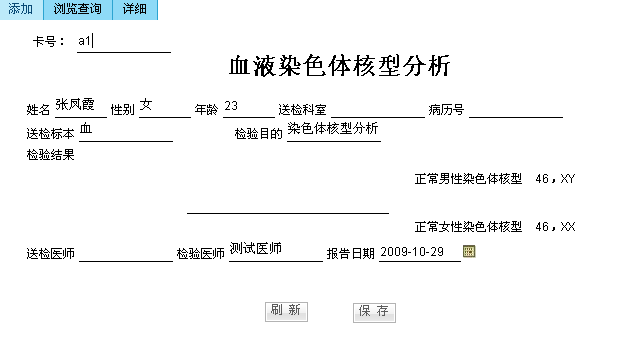 添加 浏览查询 详细
卡号： a1
血液染色体核型分析
姓名 张凤霞 性别 女 年龄 23 送检科室 病历号
送检标本 血 检验目的 染色体核型分析
检验结果
正常男性染色体核型 46，XY
正常女性染色体核型 46，XX
送检医师 检验医师 测试医师 报告日期 2009-10-29
刷 新 保 存